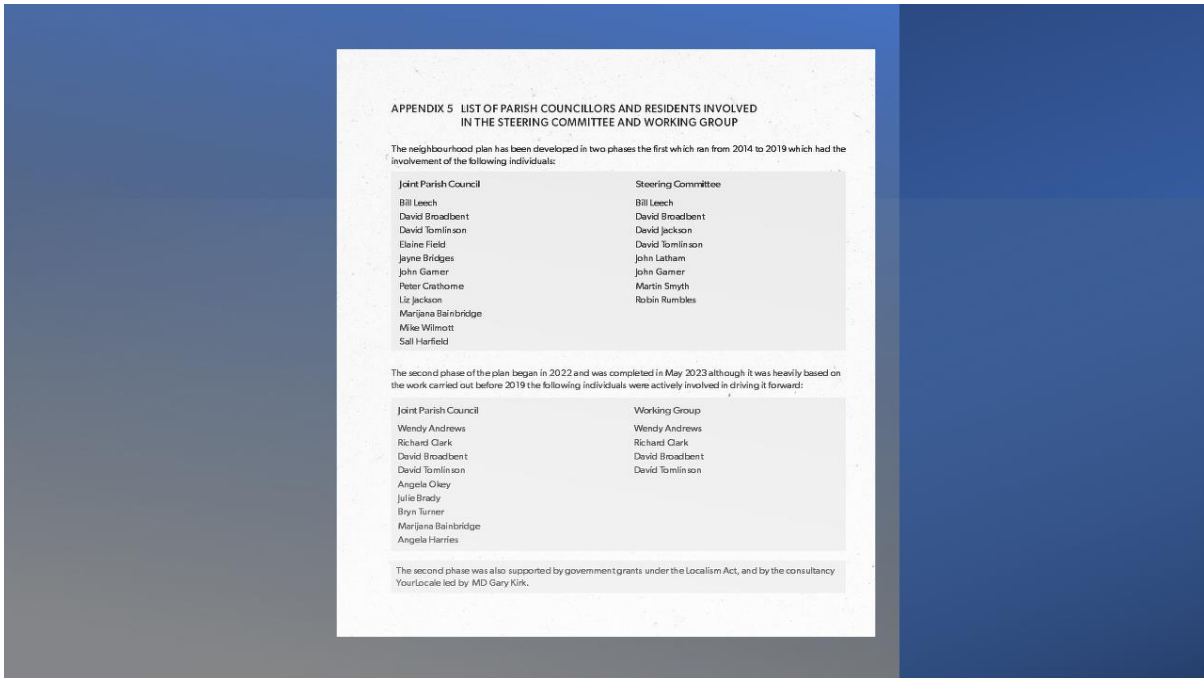 APPENDIX 5 LIST OF PARISH COUNCILLORS AND RESIDENTS INVOLVED
IN THE STEERING COMMITTEE AND WORKING GROUP
The neighbourhood plan has been developed in two phases the first which ran from 2014 to 2019 which had the
involvement of the following individuals:
Joint Parish Council
Bill Leech
David Broadbent
David Tomlinson
Elaine Field
Jayne Bridges
John Garner
Peter Crathorne
Liz Jackson
Marijana Bainbridge
Mike Wilmott
Sall Harfield
Steering Committee
Bill Leech
David Broadbent
David Jackson
David Tomlinson
John Latham
John Garner
Martin Smyth
Robin Rumbles
The second phase of the plan began in 2022 and was completed in May 2023 although it was heavily based on
the work carried out before 2019 the following individuals were actively involved in driving it forward:
Joint Parish Council
Wendy Andrews
Richard Clark
David Broadbent
David Tomlinson
Angela Okey
Julie Brady
Bryn Turner
Marijana Bainbridge
Angela Harries
Working Group
Wendy Andrews
Richard Clark
David Broadbent
David Tomlinson
The second phase was also supported by government grants under the Localism Act, and by the consultancy
YourLocale led by MD Gary Kirk.